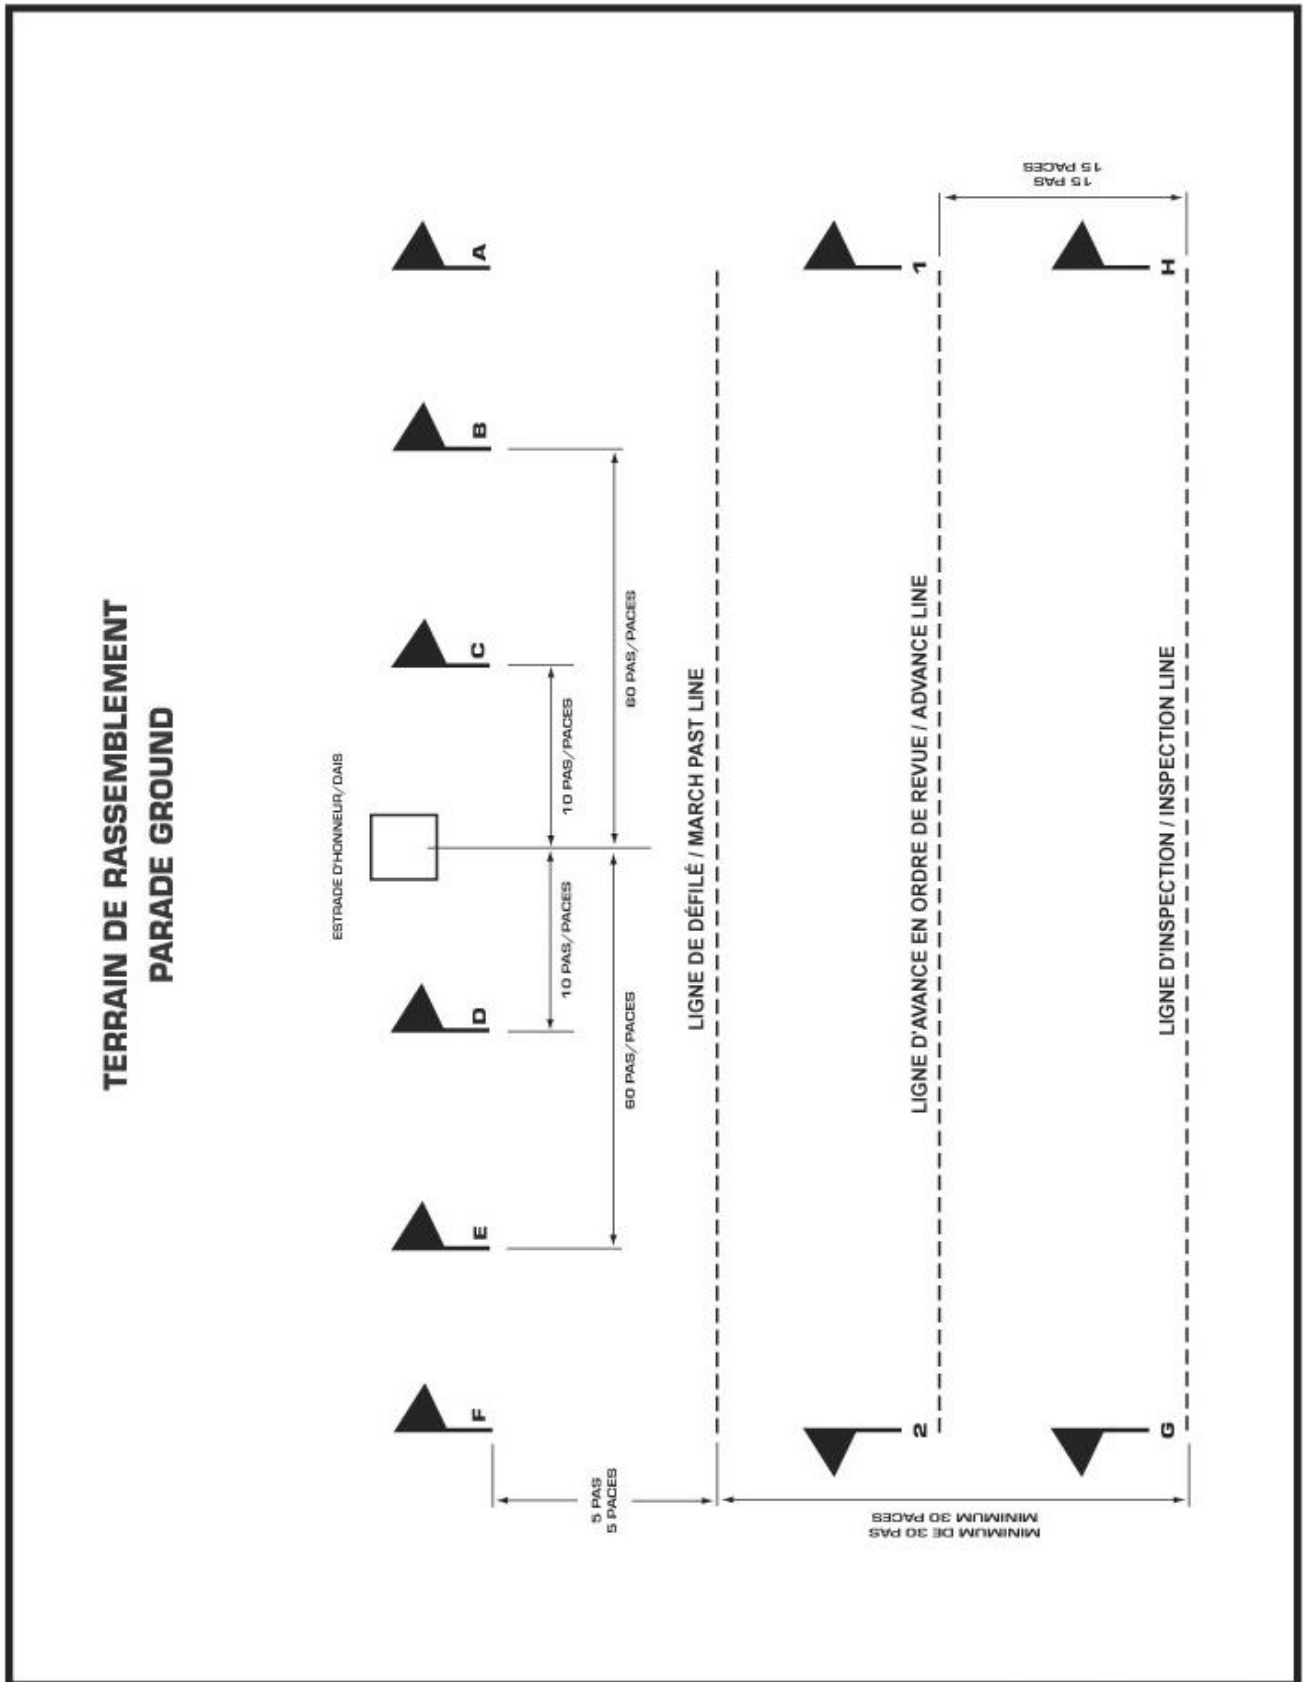 TERRAIN DE RASSEMBLEMENT
PARADE GROUND
ESTRADE D'HONNEUR/DAIS
F
E
D
C
B
A
10 PAS/PACES
10 PAS/PACES
60 PAS/PACES
60 PAS/PACES
5 PAS
5 PACES
LIGNE DE DÉFILÉ / MARCH PAST LINE
2
1
LIGNE D'AVANCE EN ORDRE DE REVUE / ADVANCE LINE
MINIMUM DE 30 PAS
MINIMUM 30 PACES
15 PAS
15 PACES
G
H
LIGNE D'INSPECTION / INSPECTION LINE